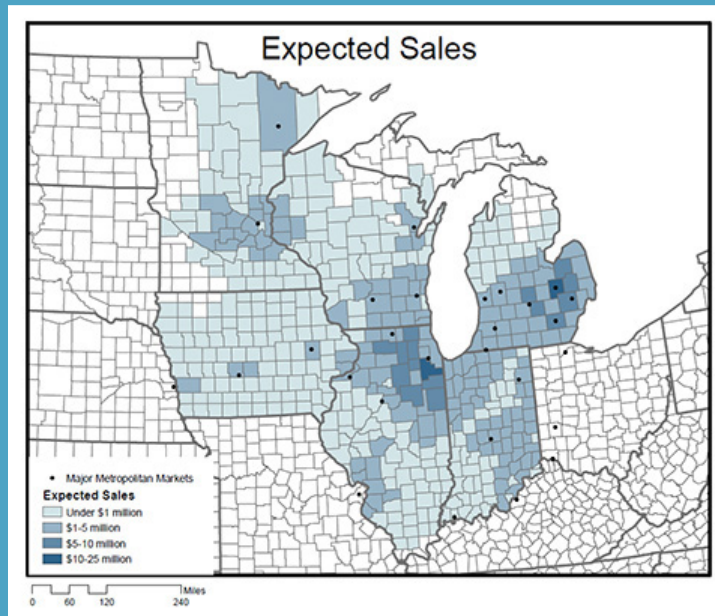 Expected Sales
• Major Metropolitan Markets
Expected Sales
Under $1 million
$1-5 million
$5-10 million
$10-25 million
Miles
0 30 60 120 240